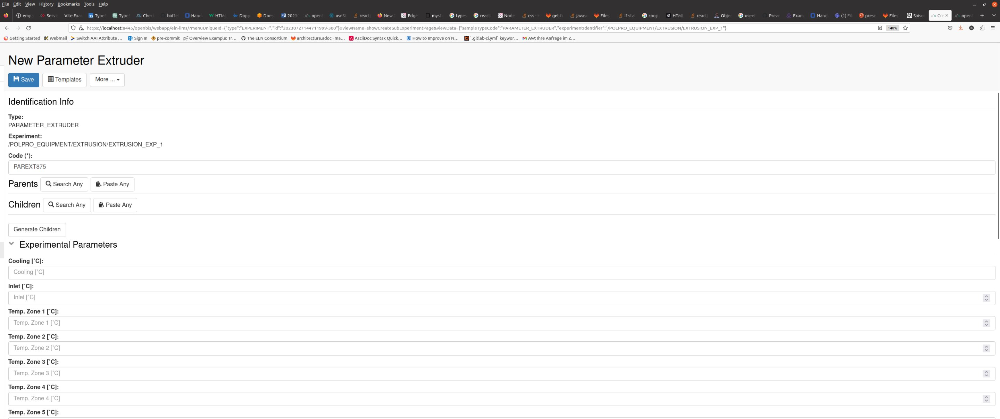 File Edit View History Bookmarks Tools Help
empa Servi Vite Exa TypeS Type Chec baffe Hand HTML Dopp Does 2023 open useS react New Edge myst types react Node css - get.fr javasc Files If sta coop HTML react Objec useef Preve Exam Hand (1) Fil prese Files Saiso Cre open
https://localhost:8445/openbis/webapp/eln-lims/?menuUniqueId={"type":"EXPERIMENT","id":"20230727144711999-360"}&viewName=showCreateSubExperimentPage&viewData={"sampleTypeCode":"PARAMETER_EXTRUDER","experimentIdentifier":"/POLPRO_EQUIPMENT/EXTRUSION/EXTRUSION_EXP_1"} 140%
Getting Started Webmail Switch AAI Attribute ... Sign In pre-commit Overview Example: Tr... The ELN Consortium architecture.adoc · ma... AsciiDoc Syntax Quick... How to Improve on N... `.gitlab-ci.yml` keywor... AW: Ihre Anfrage im Z...
New Parameter Extruder
Save Templates More ...
Identification Info
Type:
PARAMETER_EXTRUDER
Experiment:
/POLPRO_EQUIPMENT/EXTRUSION/EXTRUSION_EXP_1
Code (*):
PAREXT875
Parents Search Any Paste Any
Children Search Any Paste Any
Generate Children
Experimental Parameters
Cooling [˚C]:
Cooling [˚C]
Inlet [˚C]:
Inlet [˚C]
Temp. Zone 1 [˚C]:
Temp. Zone 1 [˚C]
Temp. Zone 2 [˚C]:
Temp. Zone 2 [˚C]
Temp. Zone 3 [˚C]:
Temp. Zone 3 [˚C]
Temp. Zone 4 [˚C]:
Temp. Zone 4 [˚C]
Temp. Zone 5 [˚C]: